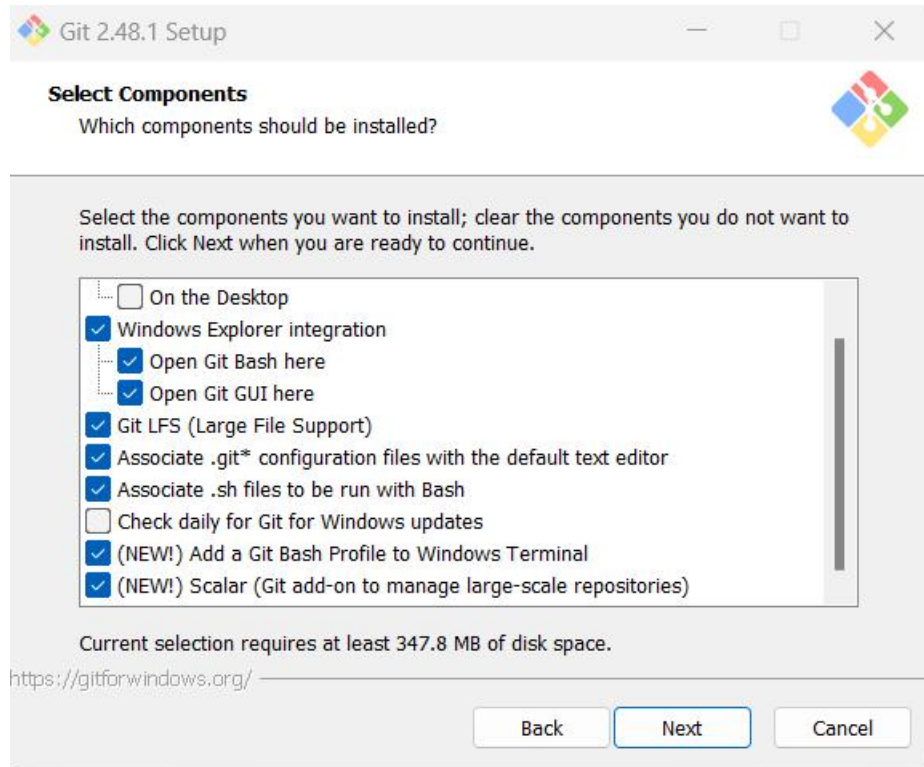 Git 2.48.1 Setup
Select Components
Which components should be installed?
Select the components you want to install; clear the components you do not want to
install. Click Next when you are ready to continue.
On the Desktop
Windows Explorer integration
Open Git Bash here
Open Git GUI here
Git LFS (Large File Support)
Associate .git* configuration files with the default text editor
Associate .sh files to be run with Bash
Check daily for Git for Windows updates
(NEW!) Add a Git Bash Profile to Windows Terminal
(NEW!) Scalar (Git add-on to manage large-scale repositories)
Current selection requires at least 347.8 MB of disk space.
https://gitforwindows.org/
Back Next Cancel